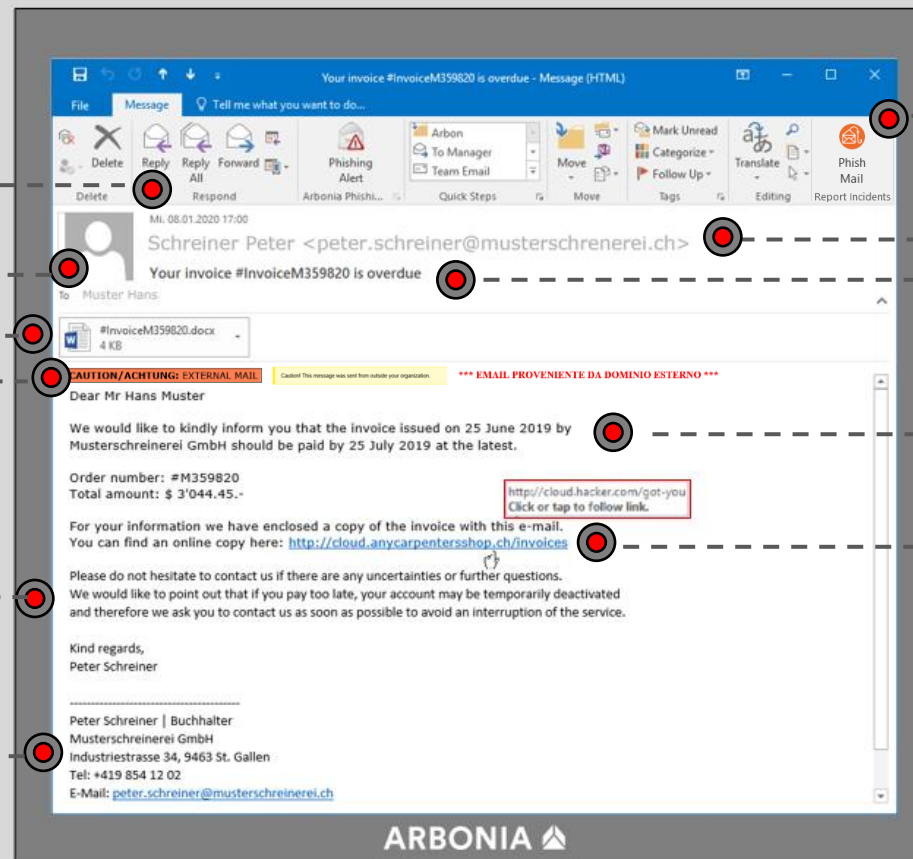 Your invoice #InvoiceM359820 is overdue - Message (HTML)
File Message Tell me what you want to do...
Delete
Reply
Reply All
Forward
Phishing Alert
Arbon
To Manager
Team Email
Move
Mark Unread
Categorize
Follow Up
Translate
Phish Mail
Delete Respond Arbonia Phishi... Quick Steps Move Tags Editing Report Incidents
Mi. 08.01.2020 17:00
Schreiner Peter <peter.schreiner@musterschrenerei.ch>
Your invoice #InvoiceM359820 is overdue
To Muster Hans
#InvoiceM359820.docx
4 KB
CAUTION/ACHTUNG: EXTERNAL MAIL Caution! This message was sent from outside your organization. *** EMAIL PROVENIENTE DA DOMINIO ESTERNO ***
Dear Mr Hans Muster
We would like to kindly inform you that the invoice issued on 25 June 2019 by
Musterschreinerei GmbH should be paid by 25 July 2019 at the latest.
Order number: #M359820
Total amount: $ 3'044.45.-
http://cloud.hacker.com/got-you
Click or tap to follow link.
For your information we have enclosed a copy of the invoice with this e-mail.
You can find an online copy here: http://cloud.anycarpentersshop.ch/invoices
Please do not hesitate to contact us if there are any uncertainties or further questions.
We would like to point out that if you pay too late, your account may be temporarily deactivated
and therefore we ask you to contact us as soon as possible to avoid an interruption of the service.
Kind regards,
Peter Schreiner
----------------------------------------
Peter Schreiner | Buchhalter
Musterschreinerei GmbH
Industriestrasse 34, 9463 St. Gallen
Tel: +419 854 12 02
E-Mail: peter.schreiner@musterschreinerei.ch
ARBONIA